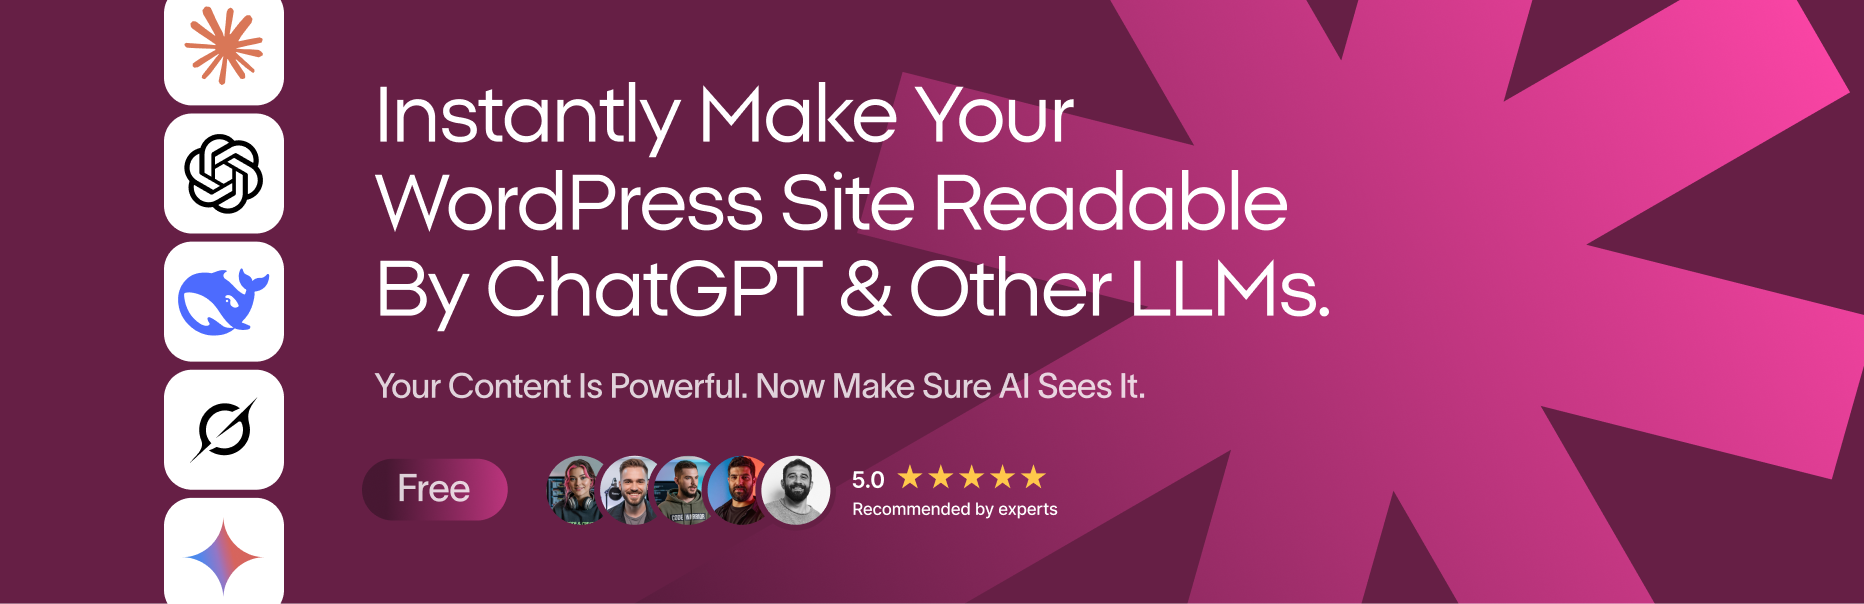 Instantly Make Your
WordPress Site Readable
By ChatGPT & Other LLMs.
Your Content Is Powerful. Now Make Sure AI Sees It.
Free
5.0
Recommended by experts